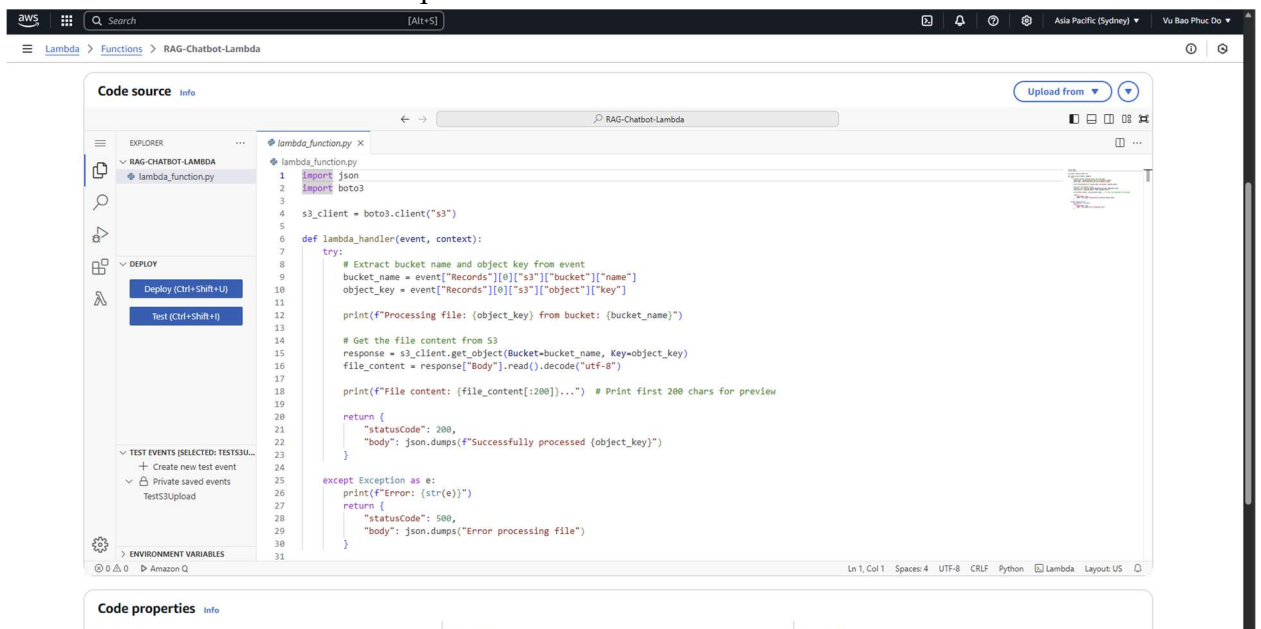 aws
Search
[Alt+S]
Asia Pacific (Sydney) ▼
Vu Bao Phuc Do ▼
Lambda > Functions > RAG-Chatbot-Lambda
Code source Info
Upload from ▼
RAG-Chatbot-Lambda
EXPLORER
RAG-CHATBOT-LAMBDA
lambda_function.py
DEPLOY
Deploy (Ctrl+Shift+U)
Test (Ctrl+Shift+I)
TEST EVENTS [SELECTED: TESTS3U...
Create new test event
Private saved events
TestS3Upload
ENVIRONMENT VARIABLES
lambda_function.py ×
lambda_function.py
1 import json
2 import boto3
3
4 s3_client = boto3.client("s3")
5
6 def lambda_handler(event, context):
7     try:
8         # Extract bucket name and object key from event
9         bucket_name = event["Records"][0]["s3"]["bucket"]["name"]
10         object_key = event["Records"][0]["s3"]["object"]["key"]
11
12         print(f"Processing file: {object_key} from bucket: {bucket_name}")
13
14         # Get the file content from S3
15         response = s3_client.get_object(Bucket=bucket_name, Key=object_key)
16         file_content = response["Body"].read().decode("utf-8")
17
18         print(f"File content: {file_content[:200]}...")  # Print first 200 chars for preview
19
20         return {
21             "statusCode": 200,
22             "body": json.dumps(f"Successfully processed {object_key}")
23         }
24
25     except Exception as e:
26         print(f"Error: {str(e)}")
27         return {
28             "statusCode": 500,
29             "body": json.dumps("Error processing file")
30         }
31
0 0 Amazon Q
Ln 1, Col 1 Spaces: 4 UTF-8 CRLF Python Lambda Layout: US
Code properties Info